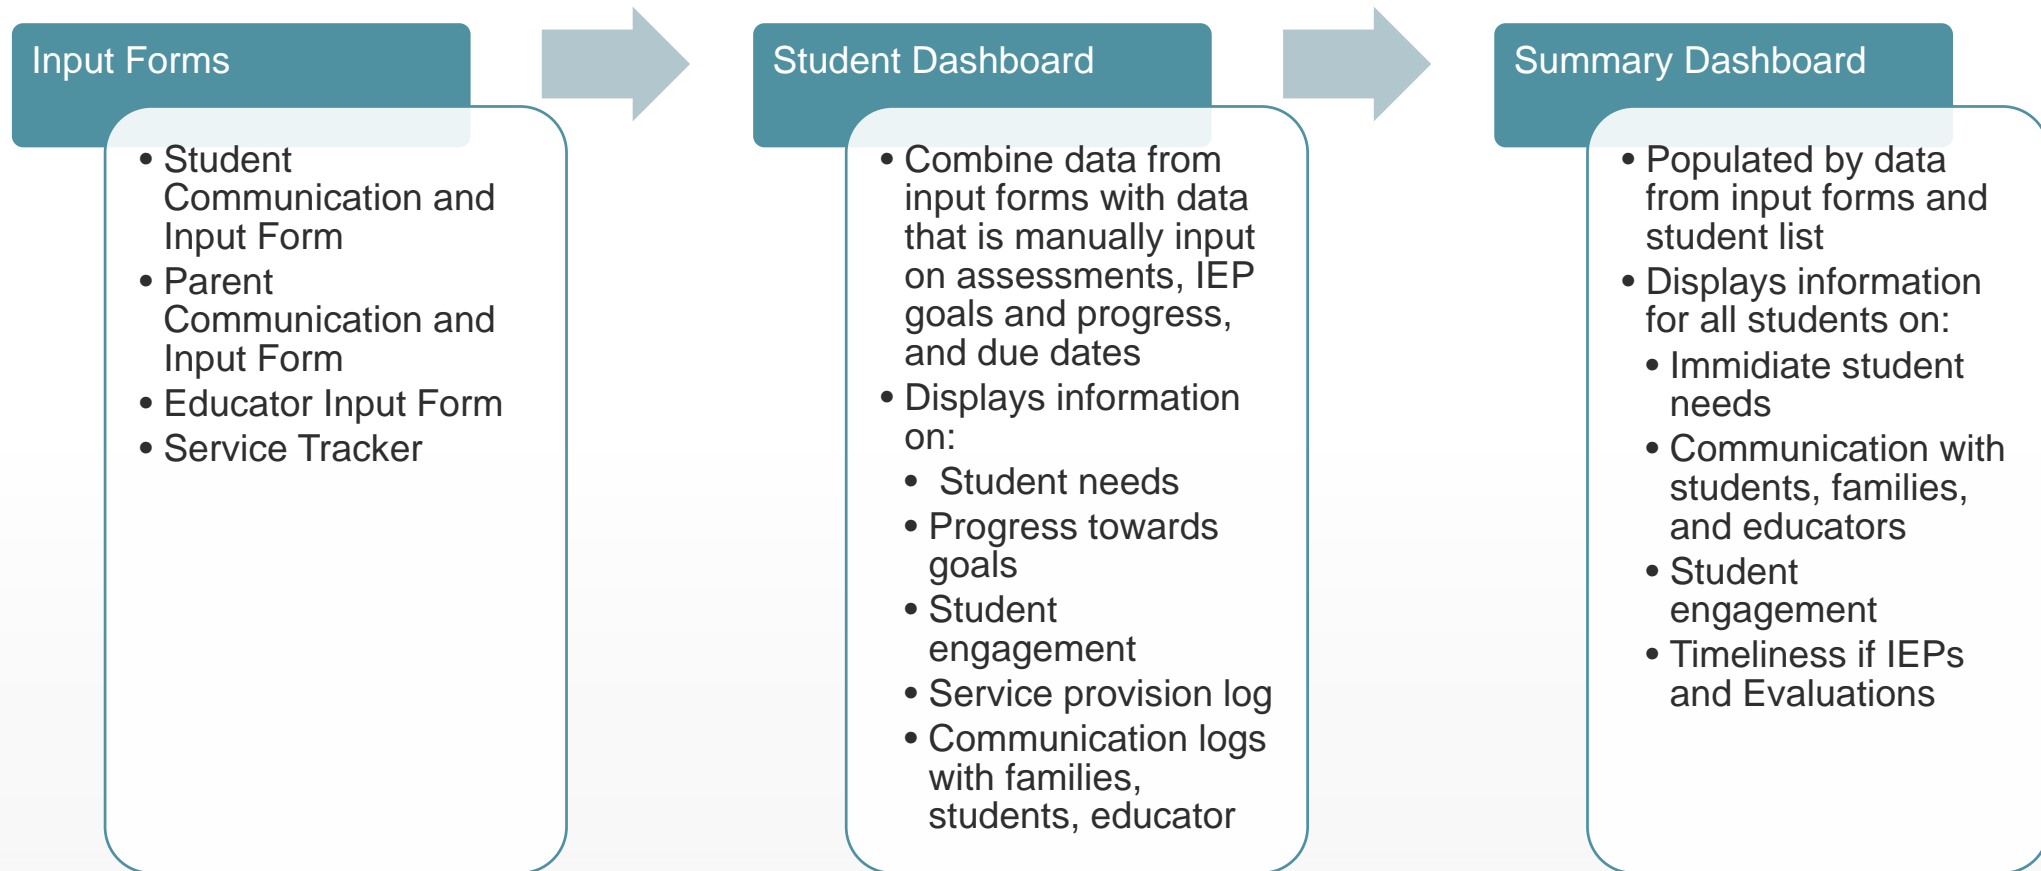 Input Forms
• Student
Communication and
Input Form
• Parent
Communication and
Input Form
• Educator Input Form
• Service Tracker
Student Dashboard
• Combine data from
input forms with data
that is manually input
on assessments, IEP
goals and progress,
and due dates
• Displays information
on:
• Student needs
• Progress towards
goals
• Student
engagement
• Service provision log
• Communication logs
with families,
students, educator
Summary Dashboard
• Populated by data
from input forms and
student list
• Displays information
for all students on:
• Immidiate student
needs
• Communication with
students, families,
and educators
• Student
engagement
• Timeliness if IEPs
and Evaluations